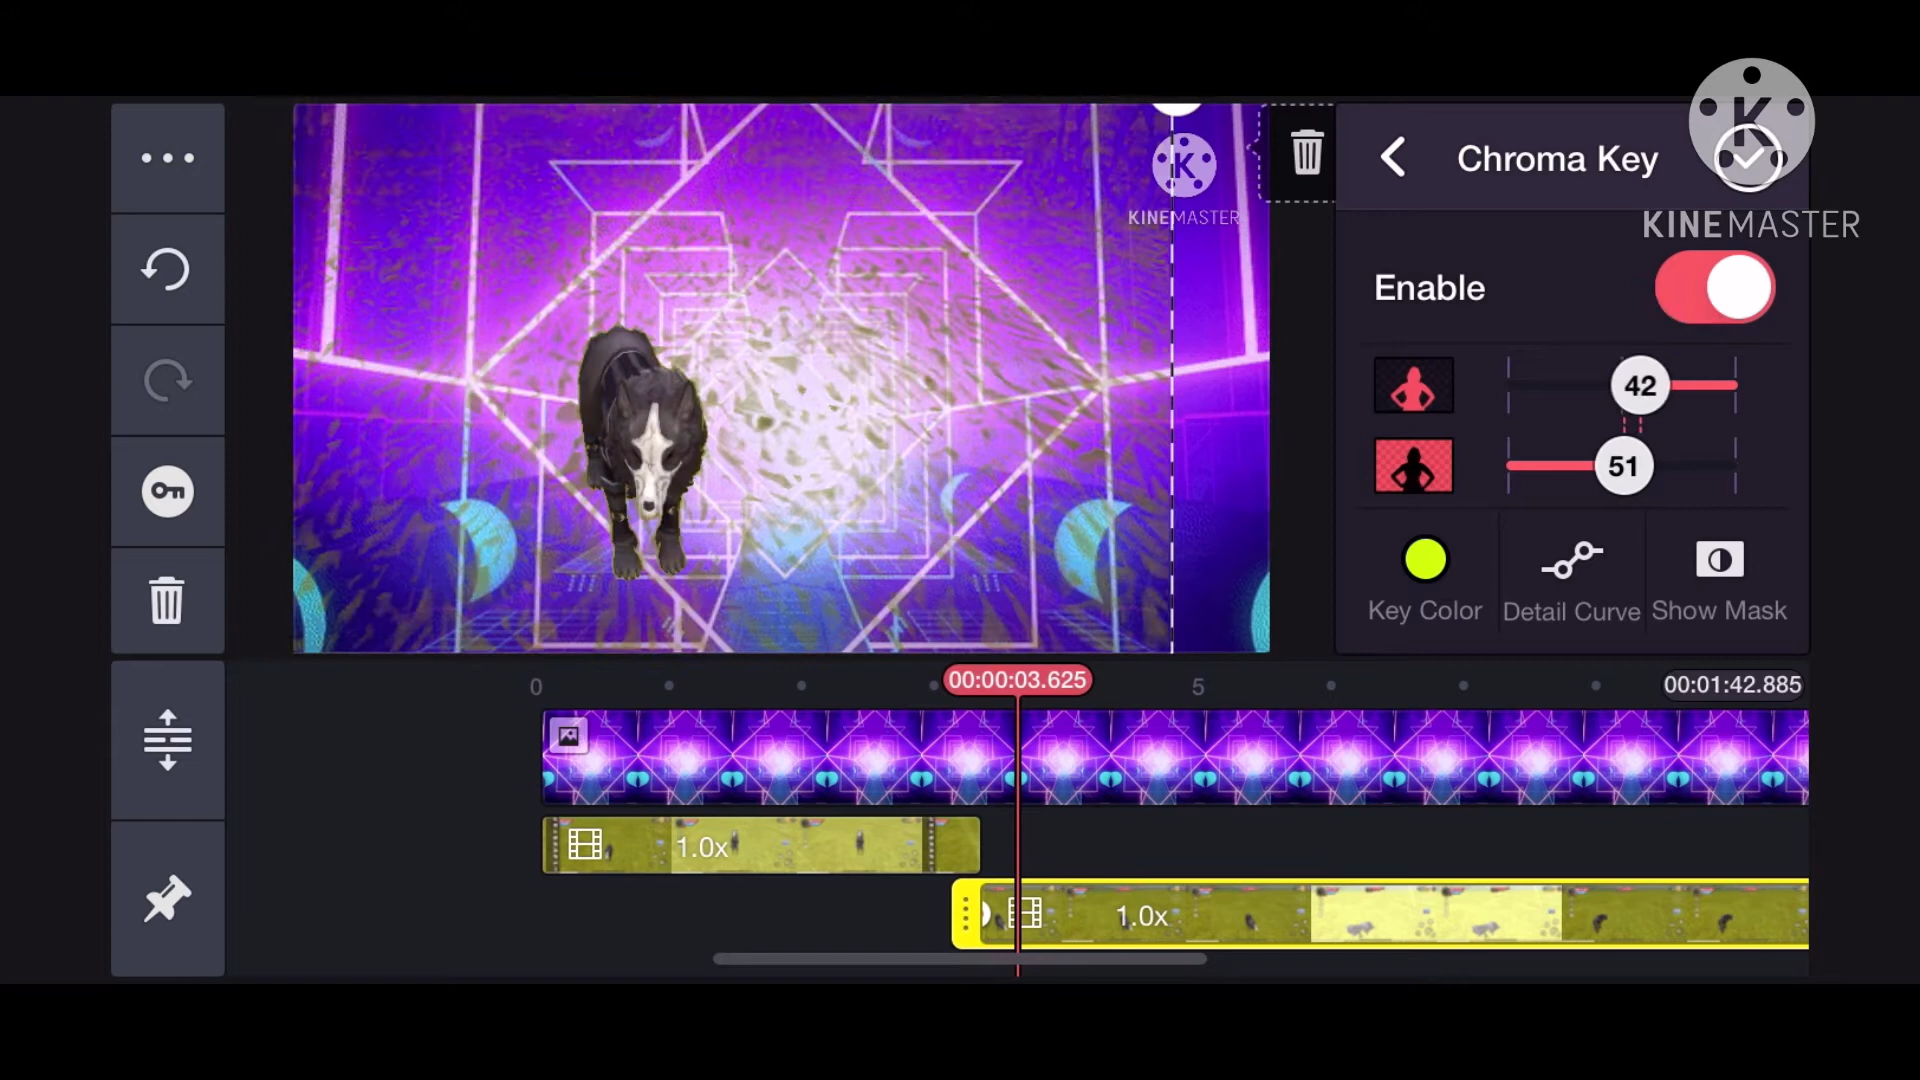 KINEMASTER
Chroma Key
KINEMASTER
Enable
42
51
Key Color
Detail Curve
Show Mask
0
00:00:03.625
5
00:01:42.885
1.0x
1.0x